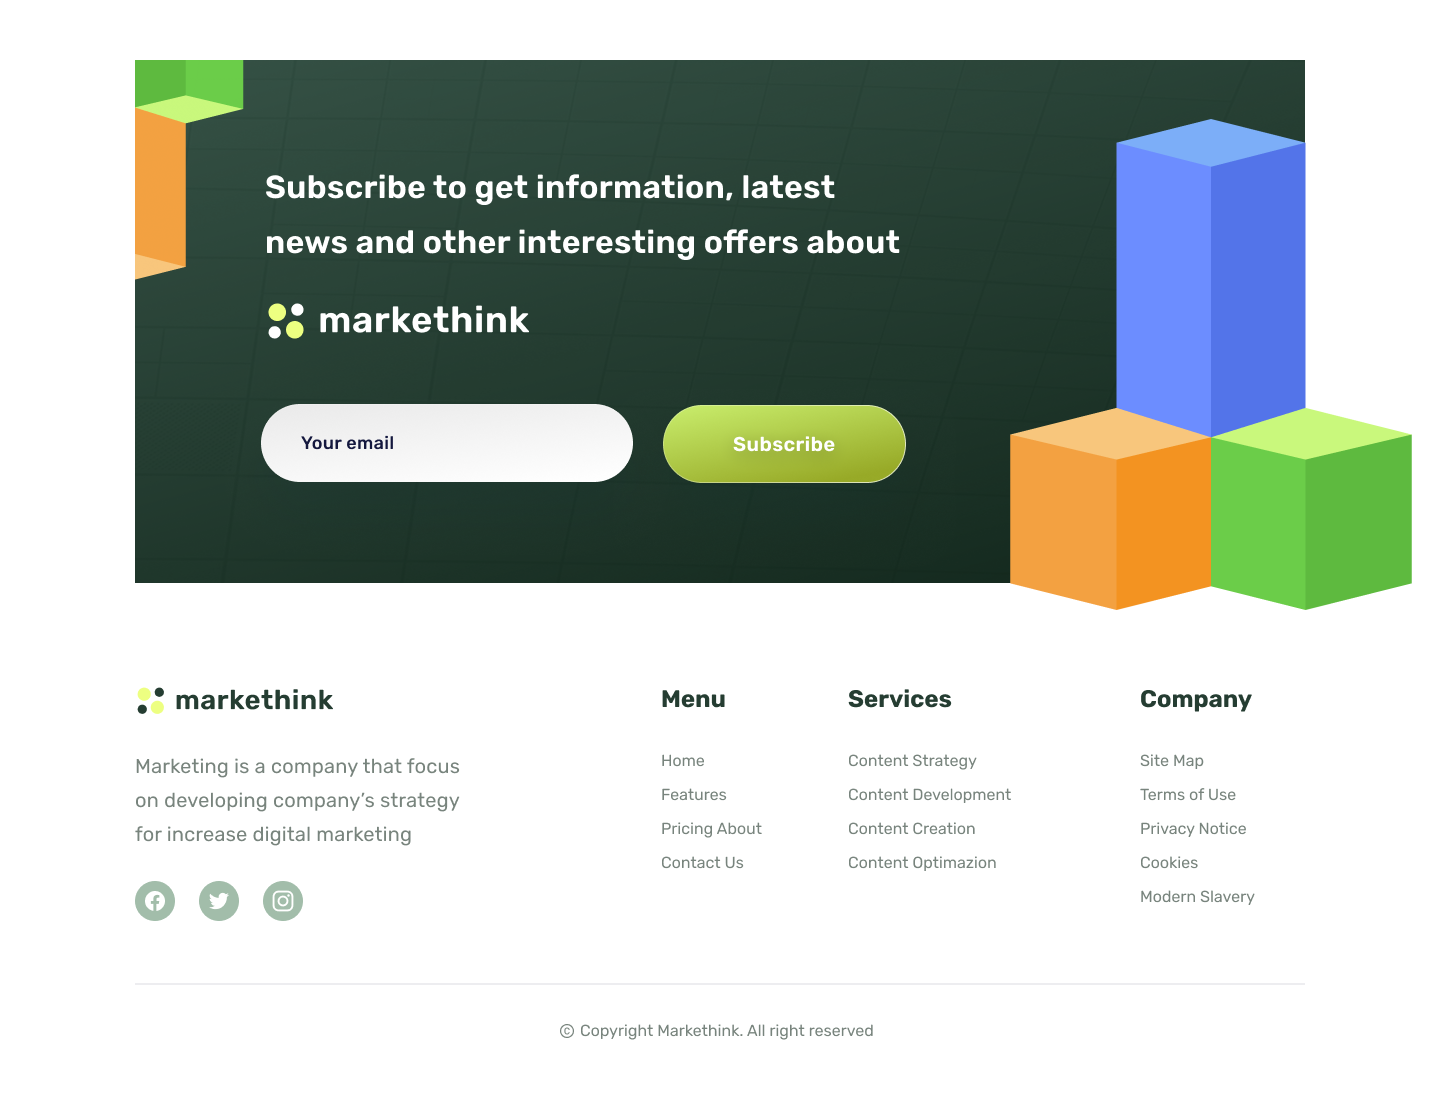 Subscribe to get information, latest
news and other interesting offers about
markethink
Your email
Subscribe
markethink
Marketing is a company that focus
on developing company’s strategy
for increase digital marketing
Menu
Home
Features
Pricing About
Contact Us
Services
Content Strategy
Content Development
Content Creation
Content Optimazion
Company
Site Map
Terms of Use
Privacy Notice
Cookies
Modern Slavery
© Copyright Markethink. All right reserved